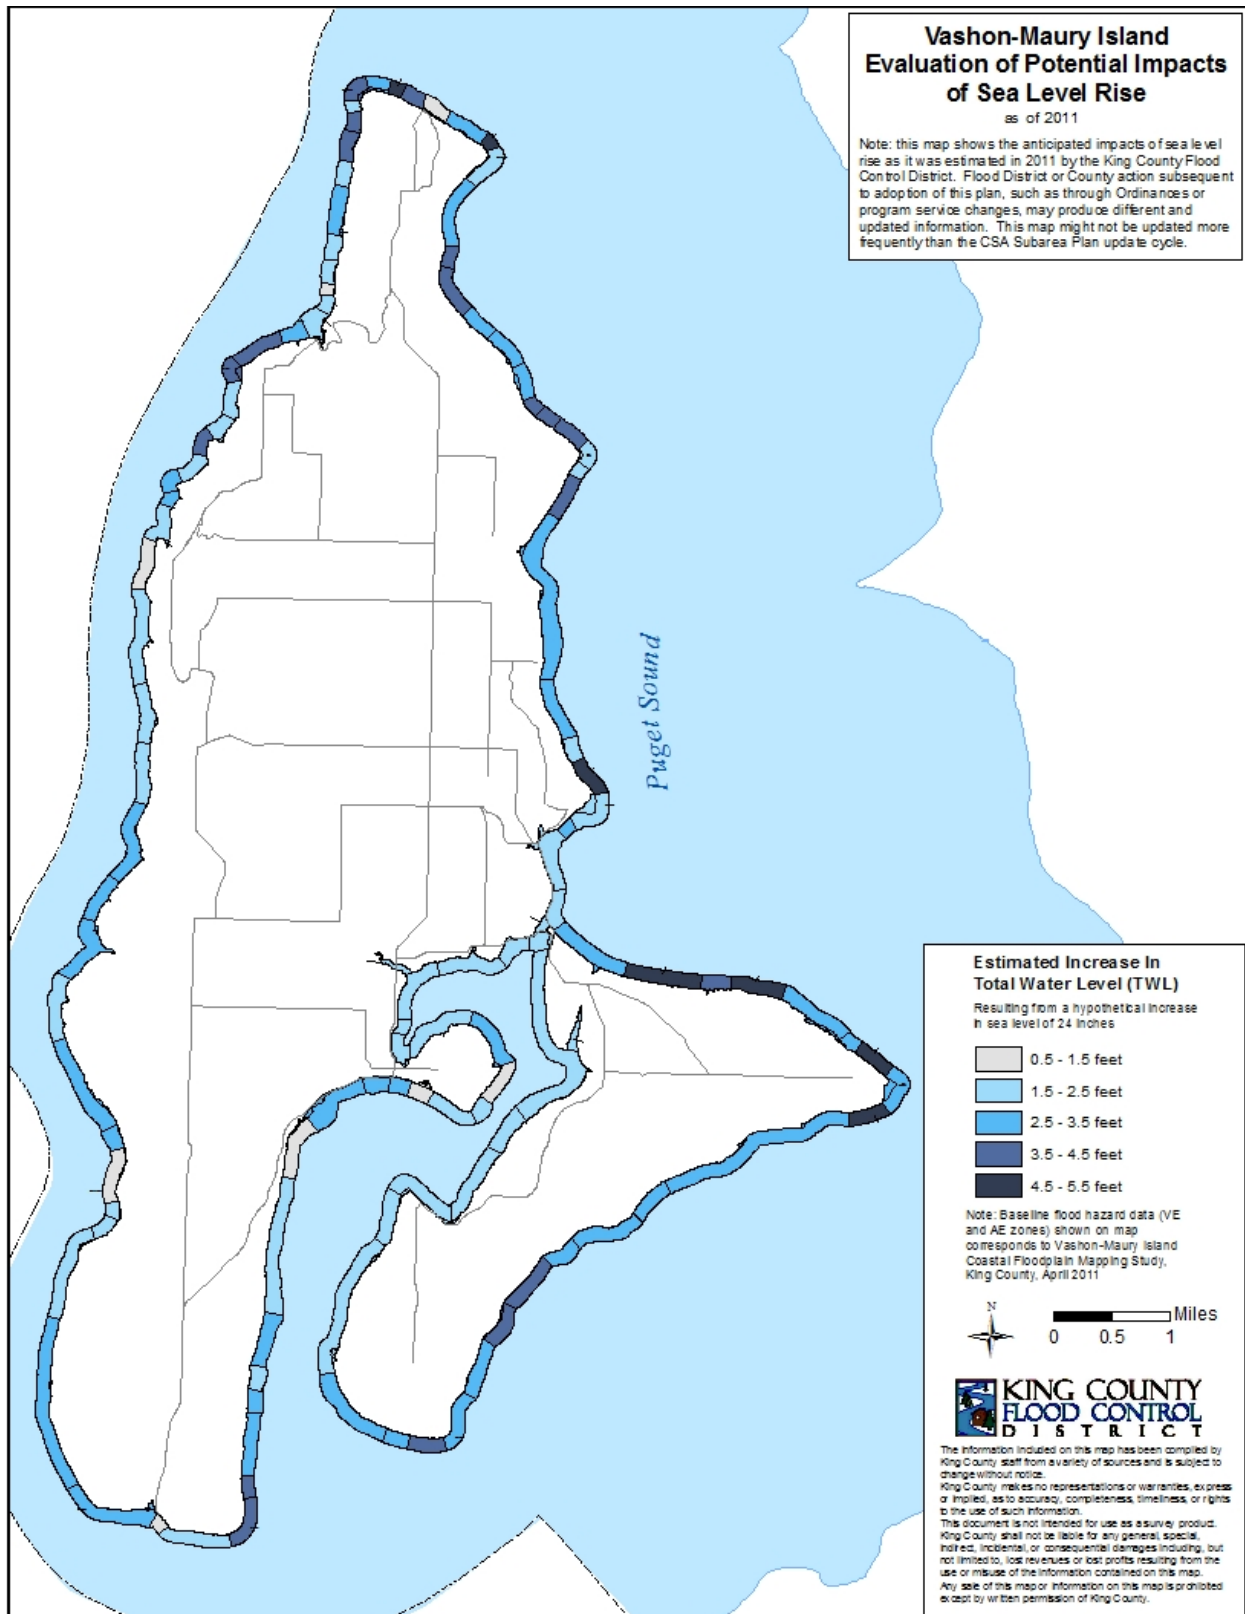 Vashon-Maury Island
Evaluation of Potential Impacts
of Sea Level Rise
as of 2011
Note: this map shows the anticipated impacts of sea level
rise as it was estimated in 2011 by the King County Flood
Control District. Flood District or County action subsequent
to adoption of this plan, such as through Ordinances or
program service changes, may produce different and
updated information. This map might not be updated more
frequently than the CSA Subarea Plan update cycle.
Puget Sound
Estimated Increase In
Total Water Level (TWL)
Resulting from a hypothetical increase
in sea level of 24 inches
0.5 - 1.5 feet
1.5 - 2.5 feet
2.5 - 3.5 feet
3.5 - 4.5 feet
4.5 - 5.5 feet
Note: Baseline flood hazard data (VE
and AE zones) shown on map
corresponds to Vashon-Maury Island
Coastal Floodplain Mapping Study,
King County, April 2011
N
Miles
0 0.5 1
KING COUNTY
FLOOD CONTROL
DISTRICT
The information included on this map has been compiled by
King County staff from a variety of sources and is subject to
change without notice.
King County makes no representations or warranties, express
or implied, as to accuracy, completeness, timeliness, or rights
to the use of such information.
This document is not intended for use as a survey product.
King County shall not be liable for any general, special,
indirect, incidental, or consequential damages including, but
not limited to, lost revenues or lost profits resulting from the
use or misuse of the information contained on this map.
Any sale of this map or information on this map is prohibited
except by written permission of King County.